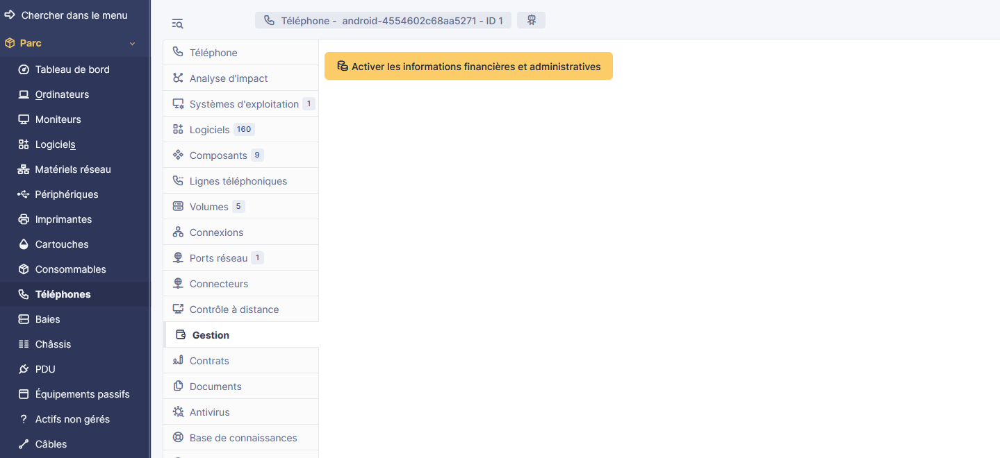 Chercher dans le menu
Parc
Tableau de bord
Ordinateurs
Moniteurs
Logiciels
Matériels réseau
Périphériques
Imprimantes
Cartouches
Consommables
Téléphones
Baies
Châssis
PDU
Équipements passifs
? Actifs non gérés
Câbles
Téléphone - android-4554602c68aa5271 - ID 1
Téléphone
Analyse d'impact
Systèmes d'exploitation 1
Logiciels 160
Composants 9
Lignes téléphoniques
Volumes 5
Connexions
Ports réseau 1
Connecteurs
Contrôle à distance
Gestion
Contrats
Documents
Antivirus
Base de connaissances
Activer les informations financières et administratives